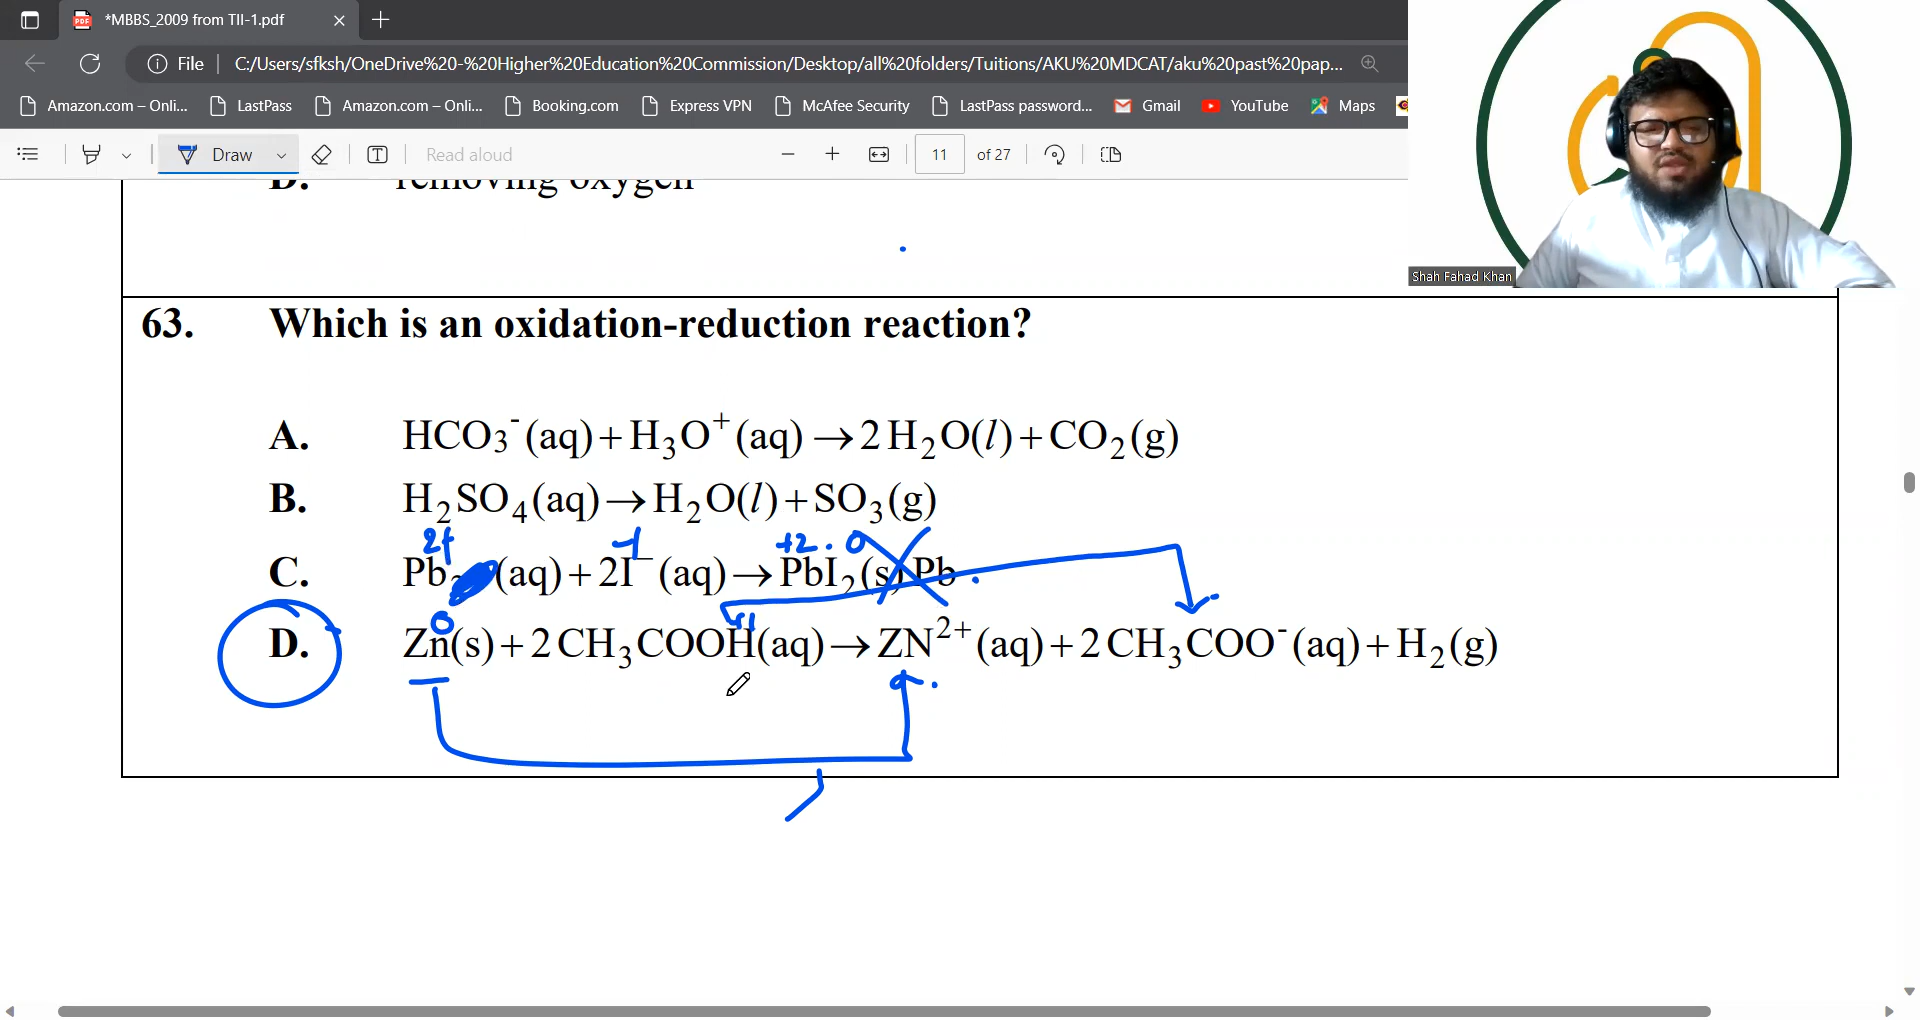 *MBBS_2009 from TII-1.pdf
File
C:/Users/sfksh/OneDrive%20-%20Higher%20Education%20Commission/Desktop/all%20folders/Tuitions/AKU%20MDCAT/aku%20past%20pap...
Amazon.com – Onli... LastPass Amazon.com – Onli... Booking.com Express VPN McAfee Security LastPass password... Gmail YouTube Maps
Draw Read aloud 11 of 27
D. removing oxygen
Shah Fahad Khan
63. Which is an oxidation-reduction reaction?
A. HCO₃⁻(aq)+H₃O⁺(aq)→2H₂O(l)+CO₂(g)
B. H₂SO₄(aq)→H₂O(l)+SO₃(g)
2+ -1 +2 0
C. Pb (aq)+2I⁻(aq)→PbI₂(s) Pb
0 +1
D. Zn(s)+2CH₃COOH(aq)→ZN²⁺(aq)+2CH₃COO⁻(aq)+H₂(g)